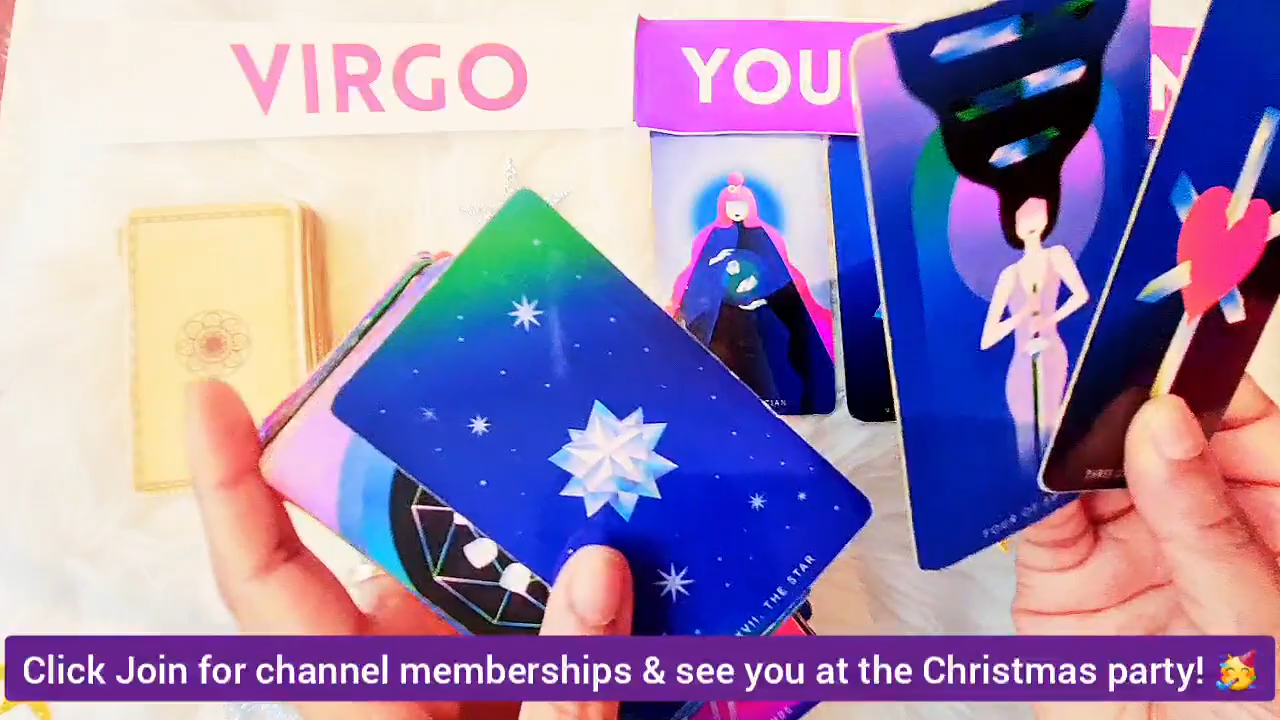 VIRGO
YOU
XVII. THE STAR
Click Join for channel memberships & see you at the Christmas party! 🥳